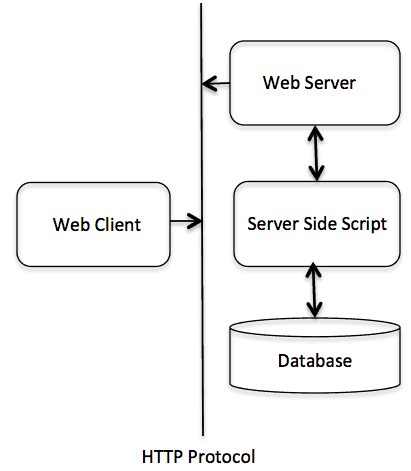 Web Server
Web Client
Server Side Script
Database
HTTP Protocol